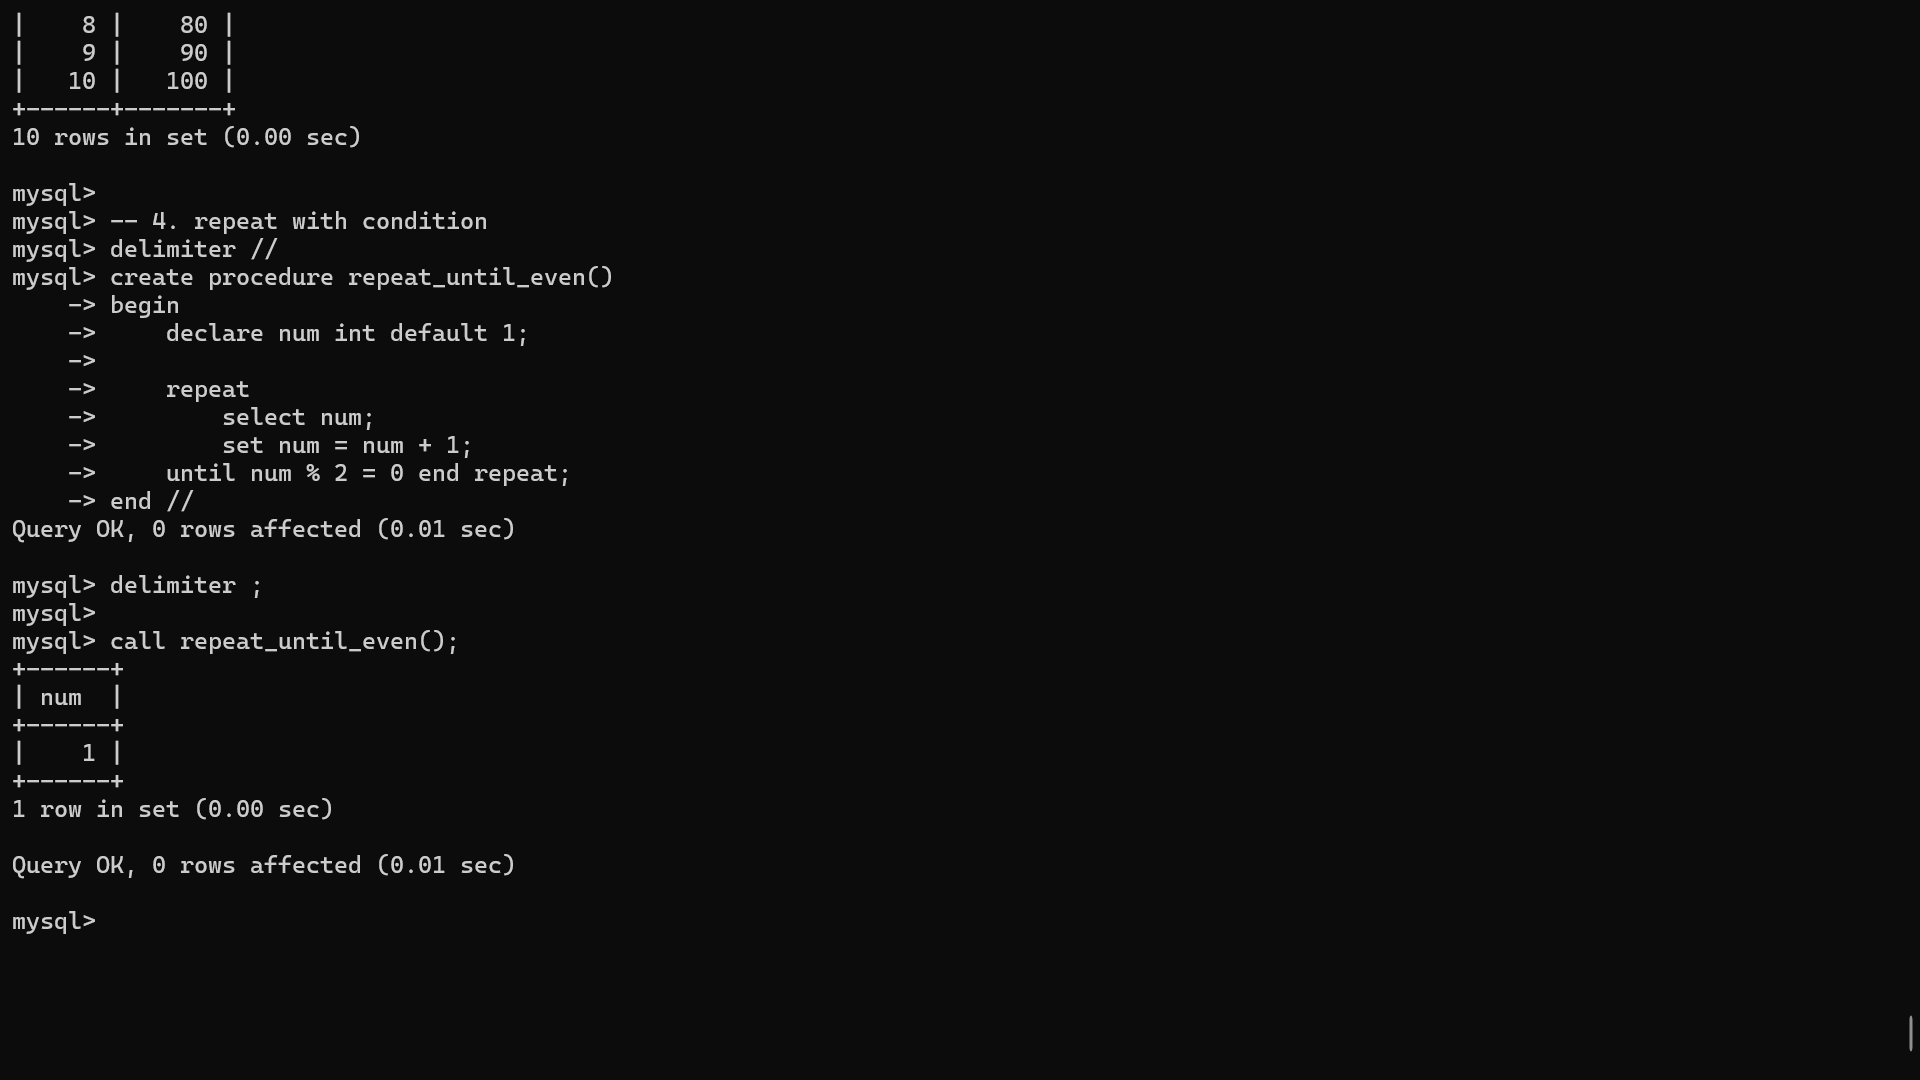 |    8 |    80 |
|    9 |    90 |
|   10 |   100 |
+------+-------+
10 rows in set (0.00 sec)

mysql>
mysql> -- 4. repeat with condition
mysql> delimiter //
mysql> create procedure repeat_until_even()
    -> begin
    ->     declare num int default 1;
    ->
    ->     repeat
    ->         select num;
    ->         set num = num + 1;
    ->     until num % 2 = 0 end repeat;
    -> end //
Query OK, 0 rows affected (0.01 sec)

mysql> delimiter ;
mysql>
mysql> call repeat_until_even();
+------+
| num  |
+------+
|    1 |
+------+
1 row in set (0.00 sec)

Query OK, 0 rows affected (0.01 sec)

mysql>